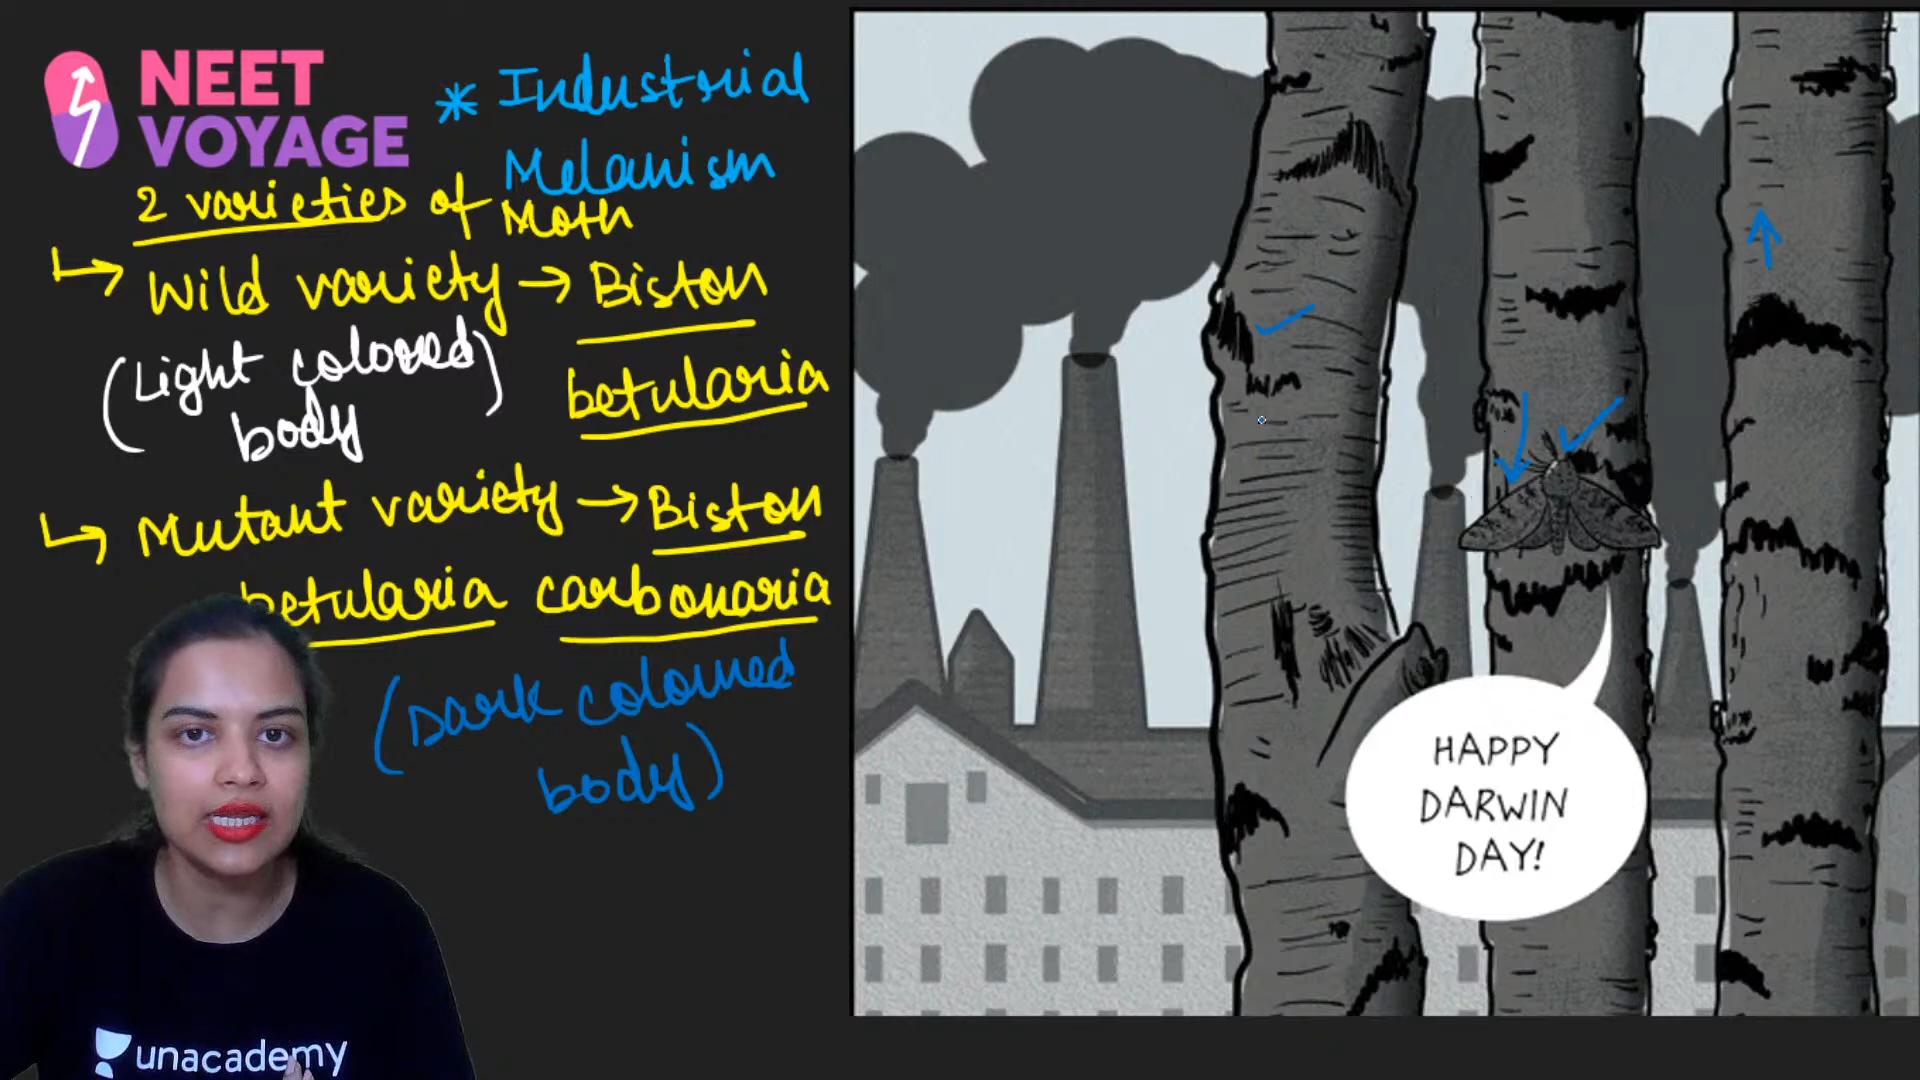 NEET
VOYAGE
* Industrial
Melanism
2 varieties of Moth
↳ Wild variety → Biston
betularia
(Light colored
body)
↳ Mutant variety → Biston
betularia carbonaria
(Dark coloured
body)
HAPPY
DARWIN
DAY!
unacademy